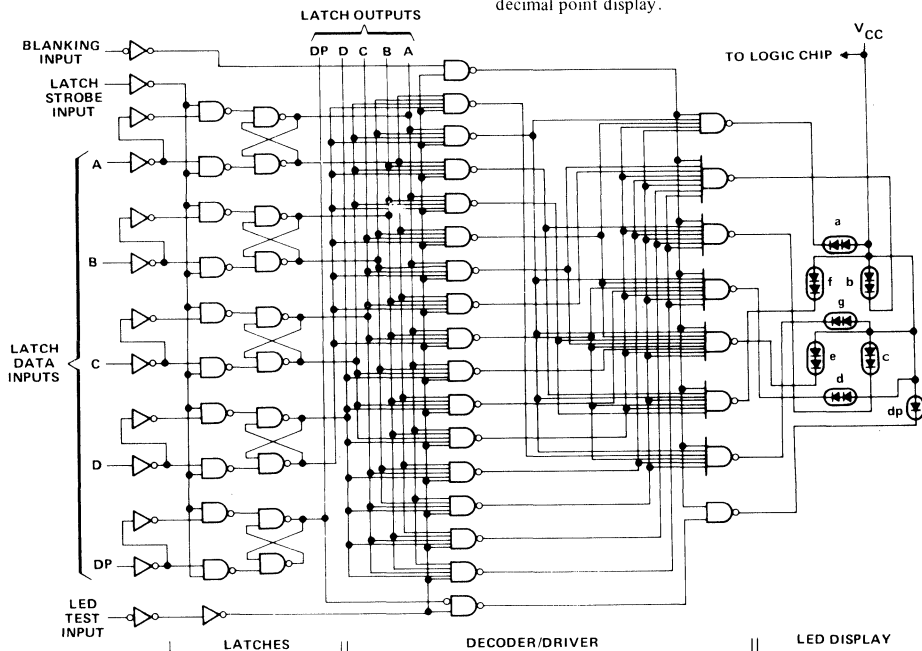 decimal point display.
LATCH OUTPUTS
DP D C B A
BLANKING
INPUT
LATCH
STROBE
INPUT
A
B
LATCH
DATA
INPUTS
C
D
DP
LED
TEST
INPUT
VCC
TO LOGIC CHIP
a
f
b
g
e
c
d
dp
LATCHES
DECODER/DRIVER
LED DISPLAY